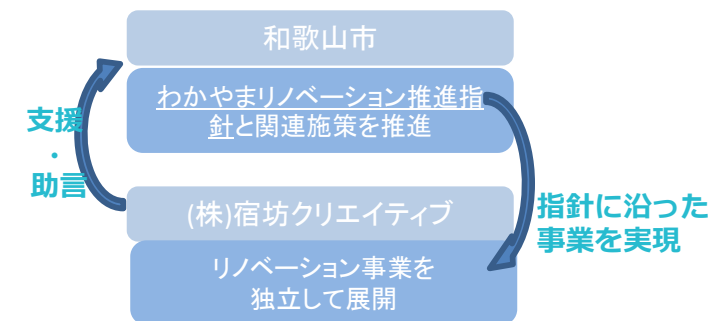 和歌山市
わかやまリノベーション推進指
針と関連施策を推進
支援
・
助言
(株)宿坊クリエイティブ
リノベーション事業を
独立して展開
指針に沿った
事業を実現